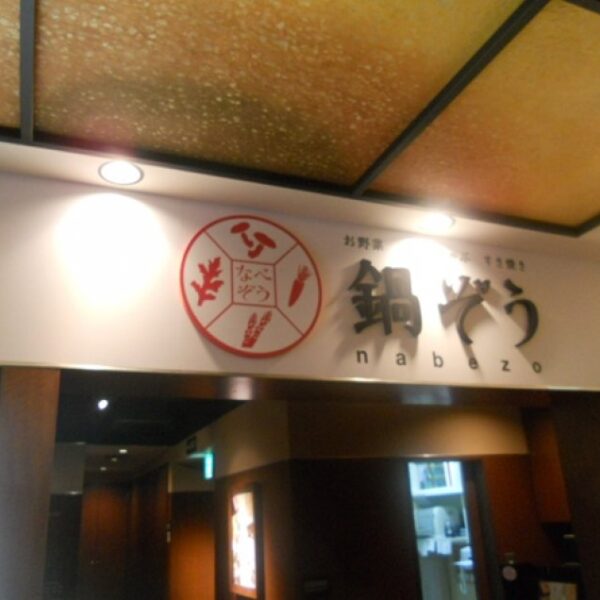 お野菜 すき焼き
なべ
ぞう
鍋ぞう
nabezo